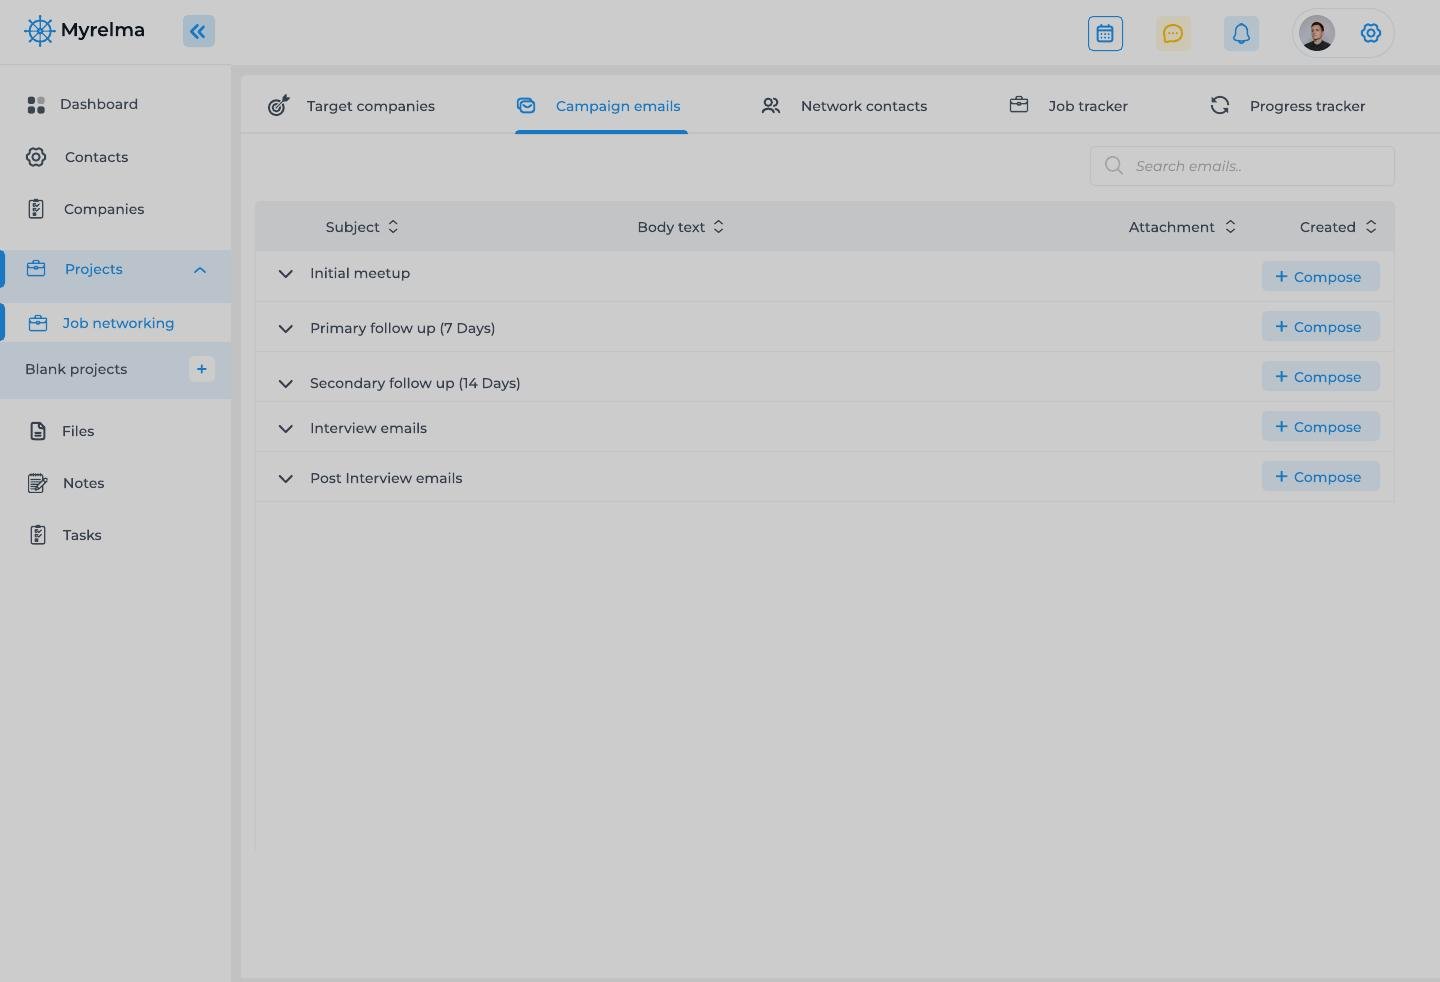 Myrelma
Dashboard
Contacts
Companies
Projects
Job networking
Blank projects
Files
Notes
Tasks
Target companies
Campaign emails
Network contacts
Job tracker
Progress tracker
Search emails..
Subject Body text Attachment Created
Initial meetup + Compose
Primary follow up (7 Days) + Compose
Secondary follow up (14 Days) + Compose
Interview emails + Compose
Post Interview emails + Compose